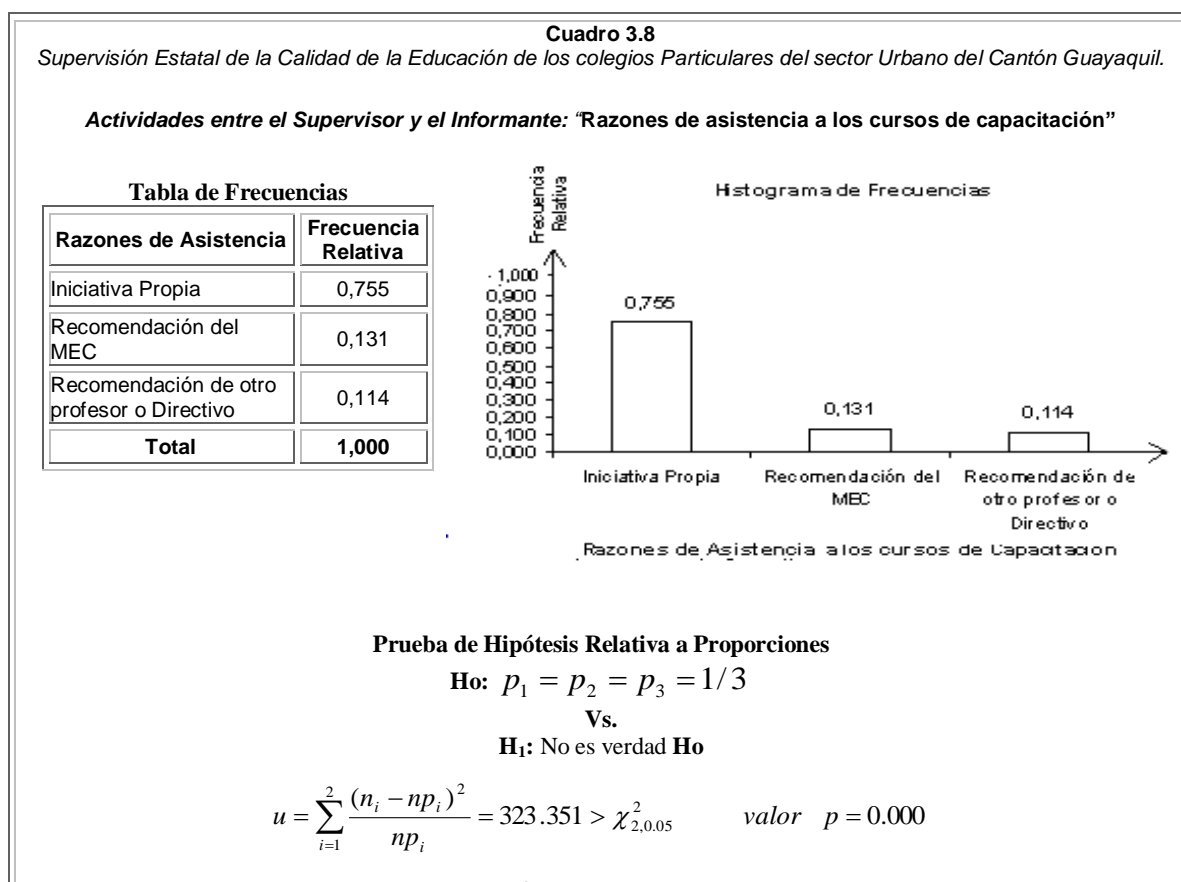 Cuadro 3.8
Supervisión Estatal de la Calidad de la Educación de los colegios Particulares del sector Urbano del Cantón Guayaquil.
Actividades entre el Supervisor y el Informante: “Razones de asistencia a los cursos de capacitación”
Tabla de Frecuencias
Razones de Asistencia Frecuencia Relativa
Iniciativa Propia 0,755
Recomendación del MEC 0,131
Recomendación de otro profesor o Directivo 0,114
Total 1,000
Histograma de Frecuencias
Frecuencia
Relativa
1,000
0,900
0,800
0,700
0,600
0,500
0,400
0,300
0,200
0,100
0,000
0,755
0,131
0,114
Iniciativa Propia
Recomendación del
MEC
Recomendación de
otro profesor o
Directivo
Razones de Asistencia a los cursos de Capacitacion
Prueba de Hipótesis Relativa a Proporciones
Ho: p₁ = p₂ = p₃ = 1/3
Vs.
H₁: No es verdad Ho
u = ∑_{i=1}^{2} (n_i − np_i)² / np_i = 323.351 > χ²_{2,0.05} valor p = 0.000